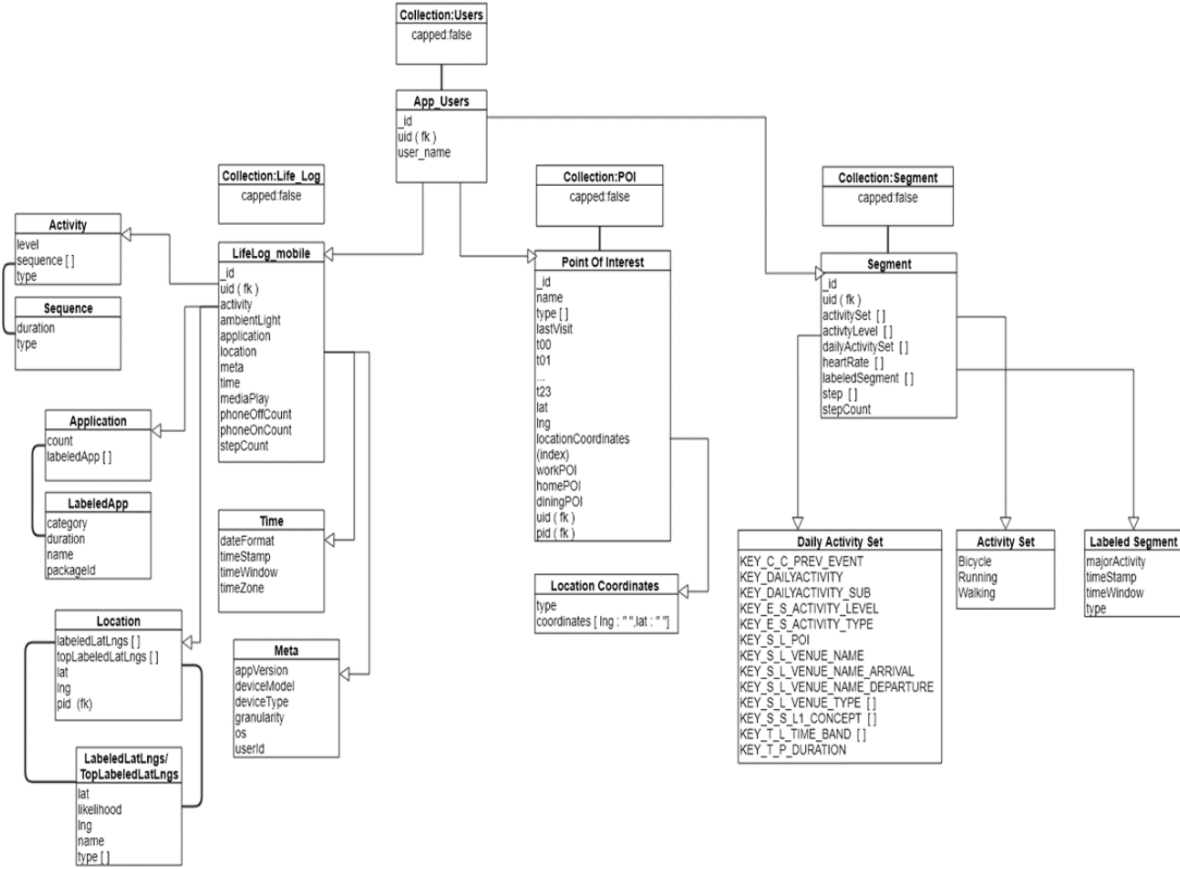 Collection:Users
capped:false
App_Users
_id
uid ( fk )
user_name
Collection:Life_Log
capped:false
Collection:POI
capped:false
Collection:Segment
capped:false
Activity
level
sequence [ ]
type
Sequence
duration
type
LifeLog_mobile
_id
uid ( fk )
activity
ambientLight
application
location
meta
time
mediaPlay
phoneOffCount
phoneOnCount
stepCount
Point Of Interest
_id
name
type [ ]
lastVisit
t00
t01
...
t23
lat
lng
locationCoordinates
(index)
workPOI
homePOI
diningPOI
uid ( fk )
pid ( fk )
Segment
_id
uid ( fk )
activitySet [ ]
activtyLevel [ ]
dailyActivitySet [ ]
heartRate [ ]
labeledSegment [ ]
step [ ]
stepCount
Application
count
labeledApp [ ]
LabeledApp
category
duration
name
packageId
Time
dateFormat
timeStamp
timeWindow
timeZone
Location Coordinates
type
coordinates [ lng : " ",lat : " "]
Daily Activity Set
KEY_C_C_PREV_EVENT
KEY_DAILYACTIVITY
KEY_DAILYACTIVITY_SUB
KEY_E_S_ACTIVITY_LEVEL
KEY_E_S_ACTIVITY_TYPE
KEY_S_L_POI
KEY_S_L_VENUE_NAME
KEY_S_L_VENUE_NAME_ARRIVAL
KEY_S_L_VENUE_NAME_DEPARTURE
KEY_S_L_VENUE_TYPE [ ]
KEY_S_S_L1_CONCEPT [ ]
KEY_T_L_TIME_BAND [ ]
KEY_T_P_DURATION
Activity Set
Bicycle
Running
Walking
Labeled Segment
majorActivity
timeStamp
timeWindow
type
Location
labeledLatLngs [ ]
topLabeledLatLngs [ ]
lat
lng
pid (fk)
Meta
appVersion
deviceModel
deviceType
granularity
os
userId
LabeledLatLngs/
TopLabeledLatLngs
lat
likelihood
lng
name
type [ ]